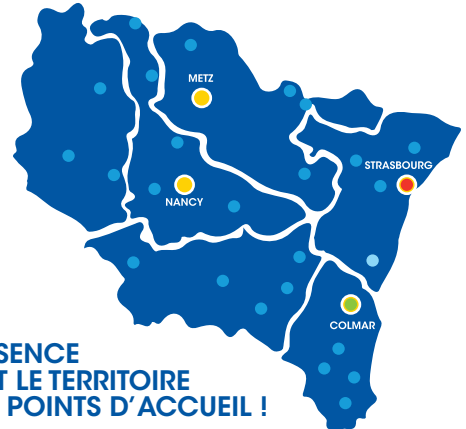 METZ
STRASBOURG
NANCY
COLMAR
SENCE
T LE TERRITOIRE
POINTS D'ACCUEIL !